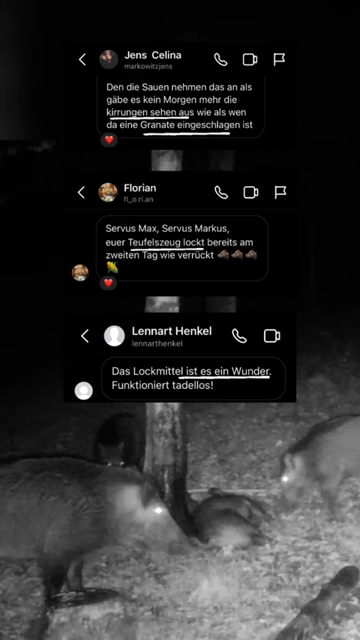 Jens Celina
markowitzjens
Den die Sauen nehmen das an als
gäbe es kein Morgen mehr die
kirrungen sehen aus wie als wen
da eine Granate eingeschlagen ist
Florian
fl_o.ri.an
Servus Max, Servus Markus,
euer Teufelszeug lockt bereits am
zweiten Tag wie verrückt 🐗🐗🐗
🌽
Lennart Henkel
lennarthenkel
Das Lockmittel ist es ein Wunder.
Funktioniert tadellos!